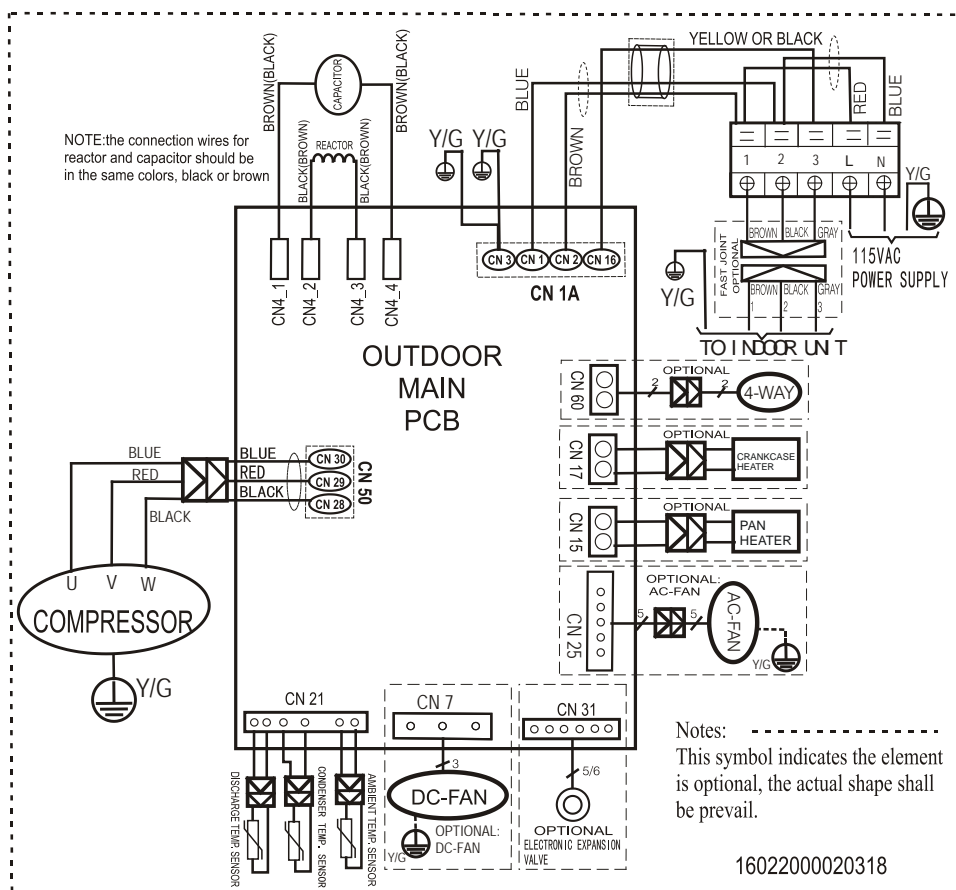 YELLOW OR BLACK
BROWN(BLACK)
CAPACITOR
BROWN(BLACK)
BLUE
RED
BLUE
NOTE:the connection wires for
reactor and capacitor should be
in the same colors, black or brown
BLACK(BROWN)
REACTOR
BLACK(BROWN)
Y/G Y/G
BROWN
1 2 3 L N
Y/G
CN4_1
CN4_2
CN4_3
CN4_4
CN 3 CN 1 CN 2 CN 16
CN 1A
Y/G
FAST JOINT
OPTIONAL
BROWN BLACK GRAY
BROWN BLACK GRAY
1 2 3
115VAC
POWER SUPPLY
TO INDOOR UNIT
OUTDOOR
MAIN
PCB
CN 60
OPTIONAL
2 2
4-WAY
CN 17
OPTIONAL
CRANKCASE
HEATER
CN 15
OPTIONAL
PAN
HEATER
CN 25
OPTIONAL:
AC-FAN
5 5
AC-FAN
Y/G
BLUE
RED
BLACK
BLUE
RED
BLACK
CN 30
CN 29
CN 28
CN 50
U V W
COMPRESSOR
Y/G
CN 21
DISCHARGE TEMP. SENSOR
CONDENSER TEMP. SENSOR
AMBIENT TEMP. SENSOR
CN 7
3
DC-FAN
Y/G
OPTIONAL:
DC-FAN
CN 31
5/6
OPTIONAL
ELECTRONIC EXPANSION
VALVE
Notes:
This symbol indicates the element
is optional, the actual shape shall
be prevail.
16022000020318